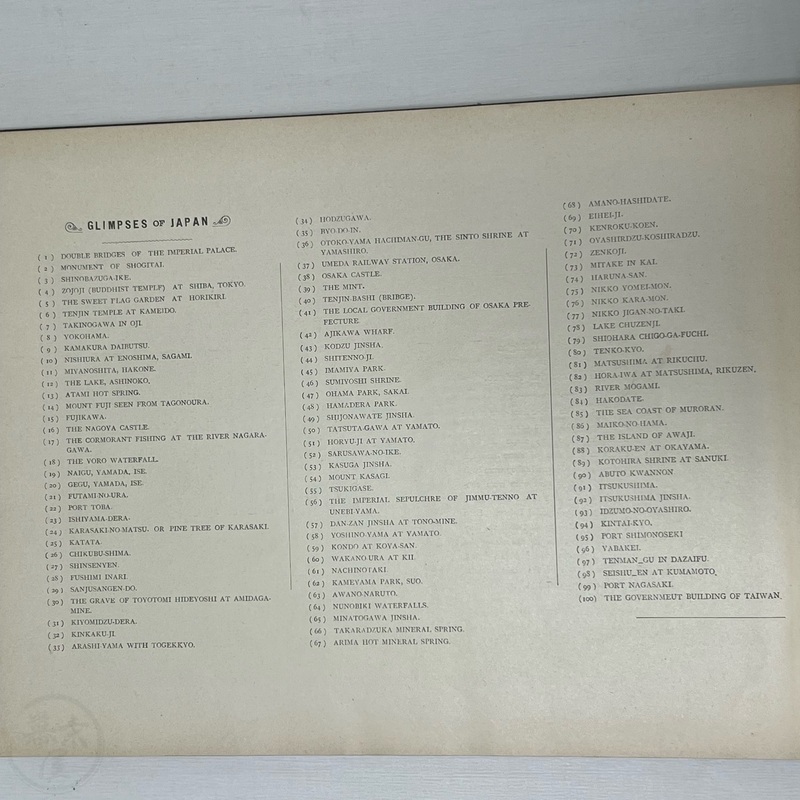 GLIMPSES OF JAPAN
(1) DOUBLE BRIDGES OF THE IMPERIAL PALACE.
(2) MONUMENT OF SHOGITAI.
(3) SHINOBAZUGA-IKE.
(4) ZOJOJI (BUDDHIST TEMPLE) AT SHIBA, TOKYO.
(5) THE SWEET FLAG GARDEN AT HORIKIRI.
(6) TENJIN TEMPLE AT KAMEIDO.
(7) TAKINOGAWA IN OJI.
(8) YOKOHAMA.
(9) KAMAKURA DAIBUTSU.
(10) NISHIURA AT ENOSHIMA, SAGAMI.
(11) MIYANOSHITA, HAKONE.
(12) THE LAKE, ASHINOKO.
(13) ATAMI HOT SPRING.
(14) MOUNT FUJI SEEN FROM TAGONOURA.
(15) FUJIKAWA.
(16) THE NAGOYA CASTLE.
(17) THE CORMORANT FISHING AT THE RIVER NAGARA-
GAWA.
(18) THE YORO WATERFALL.
(19) NAIGU, YAMADA, ISE.
(20) GEGU, YAMADA, ISE.
(21) FUTAMI-NO-URA.
(22) PORT TOBA.
(23) ISHIYAMA-DERA.
(24) KARASAKI-NO-MATSU. OR PINE TREE OF KARASAKI.
(25) KATATA.
(26) CHIKUBU-SHIMA.
(27) SHINSENYEN.
(28) FUSHIMI INARI.
(29) SANJUSANGEN-DO.
(30) THE GRAVE OF TOYOTOMI HIDEYOSHI AT AMIDAGA-
MINE.
(31) KIYOMIDZU-DERA.
(32) KINKAKU-JI.
(33) ARASHI-YAMA WITH TOGEKKYO.
(34) HODZUGAWA.
(35) BYO-DO-IN.
(36) OTOKO-YAMA HACHIMAN-GU, THE SINTO SHRINE AT
YAMASHIRO.
(37) UMEDA RAILWAY STATION, OSAKA.
(38) OSAKA CASTLE.
(39) THE MINT.
(40) TENJIN-BASHI (BRIBGE).
(41) THE LOCAL GOVERNMENT BUILDING OF OSAKA PRE-
FECTURE.
(42) AJIKAWA WHARF.
(43) KODZU JINSHA.
(44) SHITENNO-JI.
(45) IMAMIYA PARK.
(46) SUMIYOSHI SHRINE.
(47) OHAMA PARK, SAKAI.
(48) HAMADERA PARK.
(49) SHIJONAWATE JINSHA.
(50) TATSUTA-GAWA AT YAMATO.
(51) HORYU-JI AT YAMATO.
(52) SARUSAWA-NO-IKE.
(53) KASUGA JINSHA.
(54) MOUNT KASAGI.
(55) TSUKIGASE.
(56) THE IMPERIAL SEPULCHRE OF JIMMU-TENNO AT
UNEBI-YAMA.
(57) DAN-ZAN JINSHA AT TONO-MINE.
(58) YOSHINO-YAMA AT YAMATO.
(59) KONDO AT KOYA-SAN.
(60) WAKANO-URA AT KII.
(61) NACHINOTAKI.
(62) KAMEYAMA PARK, SUO.
(63) AWANO-NARUTO.
(64) NUNOBIKI WATERFALLS.
(65) MINATOGAWA JINSHA.
(66) TAKARADZUKA MINERAL SPRING.
(67) ARIMA HOT MINERAL SPRING.
(68) AMANO-HASHIDATE.
(69) EIHEI-JI.
(70) KENROKU-KOEN.
(71) OYASHIRDZU-KOSHIRADZU.
(72) ZENKOJI.
(73) MITAKE IN KAI.
(74) HARUNA-SAN.
(75) NIKKO YOMEI-MON.
(76) NIKKO KARA-MON.
(77) NIKKO JIGAN-NO-TAKI.
(78) LAKE CHUZENJI.
(79) SHIOHARA CHIGO-GA-FUCHI.
(80) TENKO-KYO.
(81) MATSUSHIMA AT RIKUCHU.
(82) HORA-IWA AT MATSUSHIMA, RIKUZEN.
(83) RIVER MOGAMI.
(84) HAKODATE.
(85) THE SEA COAST OF MURORAN.
(86) MAIKO-NO-HAMA.
(87) THE ISLAND OF AWAJI.
(88) KORAKU-EN AT OKAYAMA.
(89) KOTOHIRA SHRINE AT SANUKI.
(90) ABUTO KWANNON
(91) ITSUKUSHIMA.
(92) ITSUKUSHIMA JINSHA.
(93) IDZUMO-NO-OYASHIRO.
(94) KINTAI-KYO.
(95) PORT SHIMONOSEKI
(96) YABAKEI.
(97) TENMAN_GU IN DAZAIFU.
(98) SEISHU_EN AT KUMAMOTO.
(99) PORT NAGASAKI.
(100) THE GOVERNMEUT BUILDING OF TAIWAN.